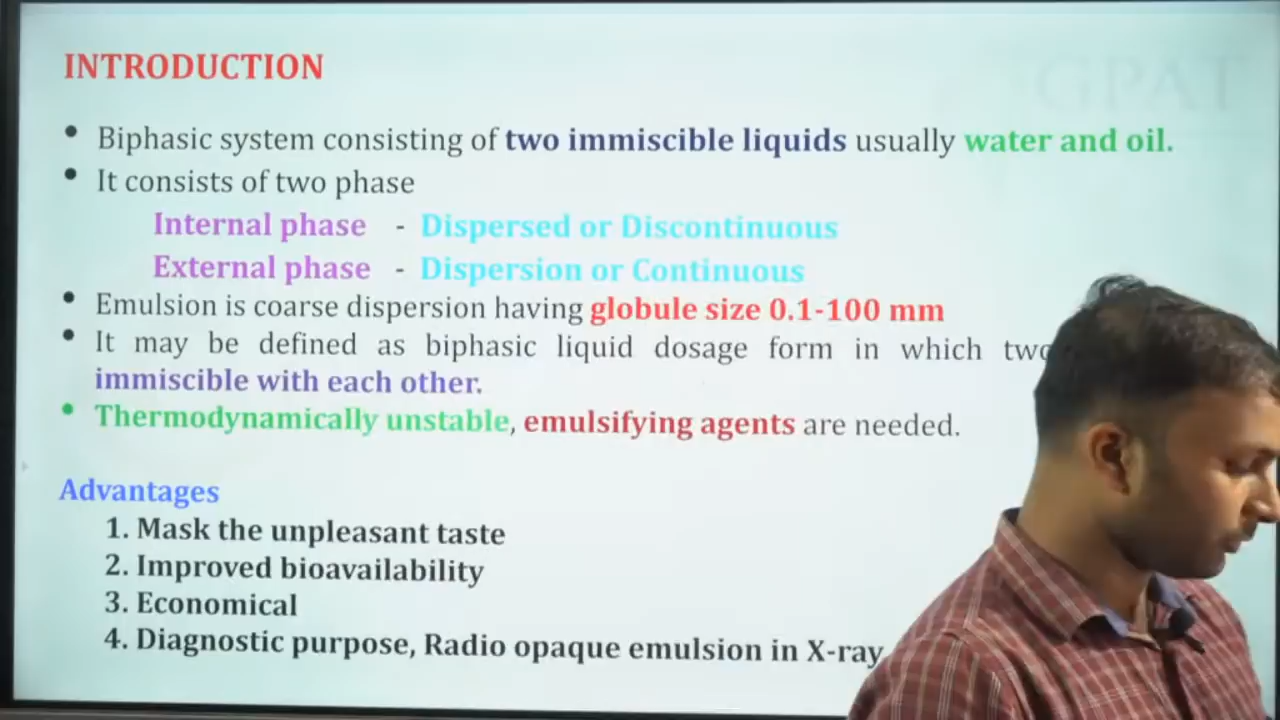 GPAT
INTRODUCTION
• Biphasic system consisting of two immiscible liquids usually water and oil.
• It consists of two phase
Internal phase - Dispersed or Discontinuous
External phase - Dispersion or Continuous
• Emulsion is coarse dispersion having globule size 0.1-100 mm
• It may be defined as biphasic liquid dosage form in which two
immiscible with each other.
• Thermodynamically unstable, emulsifying agents are needed.
Advantages
1. Mask the unpleasant taste
2. Improved bioavailability
3. Economical
4. Diagnostic purpose, Radio opaque emulsion in X-ray